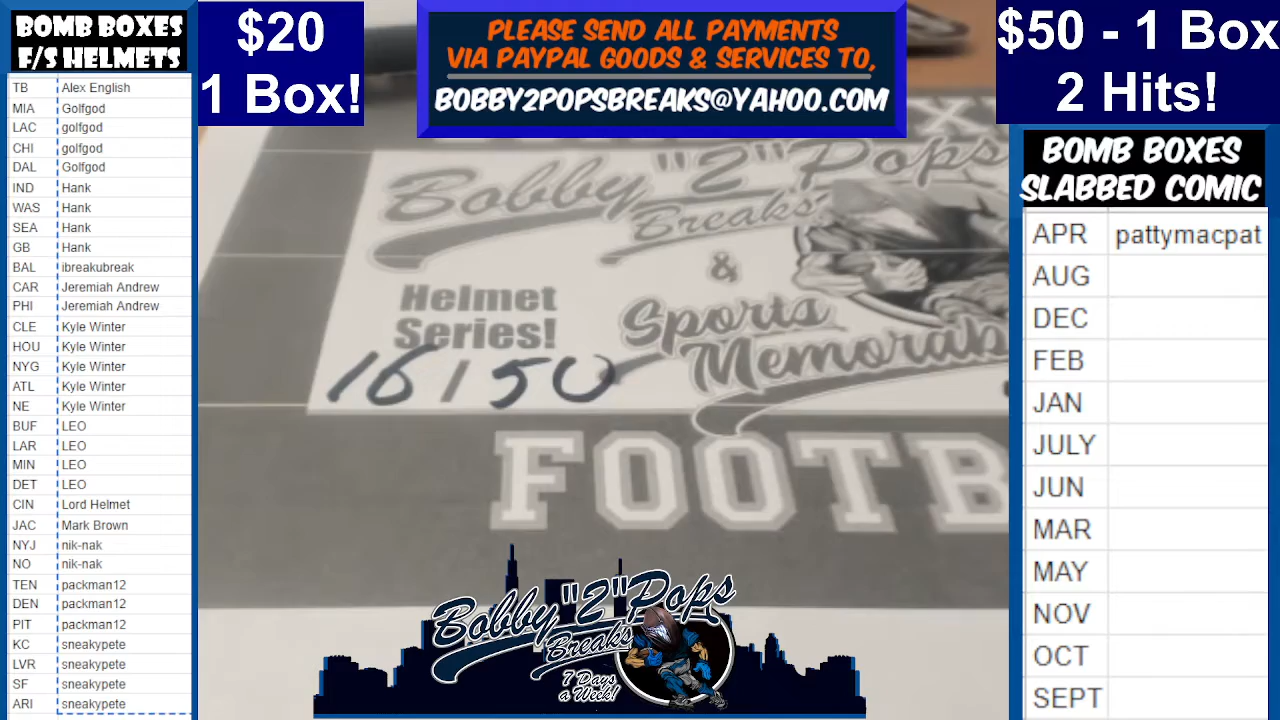 BOMB BOXES
F/S HELMETS
TB Alex English
MIA Golfgod
LAC golfgod
CHI golfgod
DAL Golfgod
IND Hank
WAS Hank
SEA Hank
GB Hank
BAL ibreakubreak
CAR Jeremiah Andrew
PHI Jeremiah Andrew
CLE Kyle Winter
HOU Kyle Winter
NYG Kyle Winter
ATL Kyle Winter
NE Kyle Winter
BUF LEO
LAR LEO
MIN LEO
DET LEO
CIN Lord Helmet
JAC Mark Brown
NYJ nik-nak
NO nik-nak
TEN packman12
DEN packman12
PIT packman12
KC sneakypete
LVR sneakypete
SF sneakypete
ARI sneakypete
$20
1 Box!
PLEASE SEND ALL PAYMENTS
VIA PAYPAL GOODS & SERVICES TO,
BOBBY2POPSBREAKS@YAHOO.COM
Bobby "2" Pops
Breaks
&
Helmet
Series!
Sports
Memorab
16/50
FOOTB
Bobby "2" Pops
Breaks
7 Days
a Week!
$50 - 1 Box
2 Hits!
BOMB BOXES
SLABBED COMIC
APR pattymacpat
AUG
DEC
FEB
JAN
JULY
JUN
MAR
MAY
NOV
OCT
SEPT